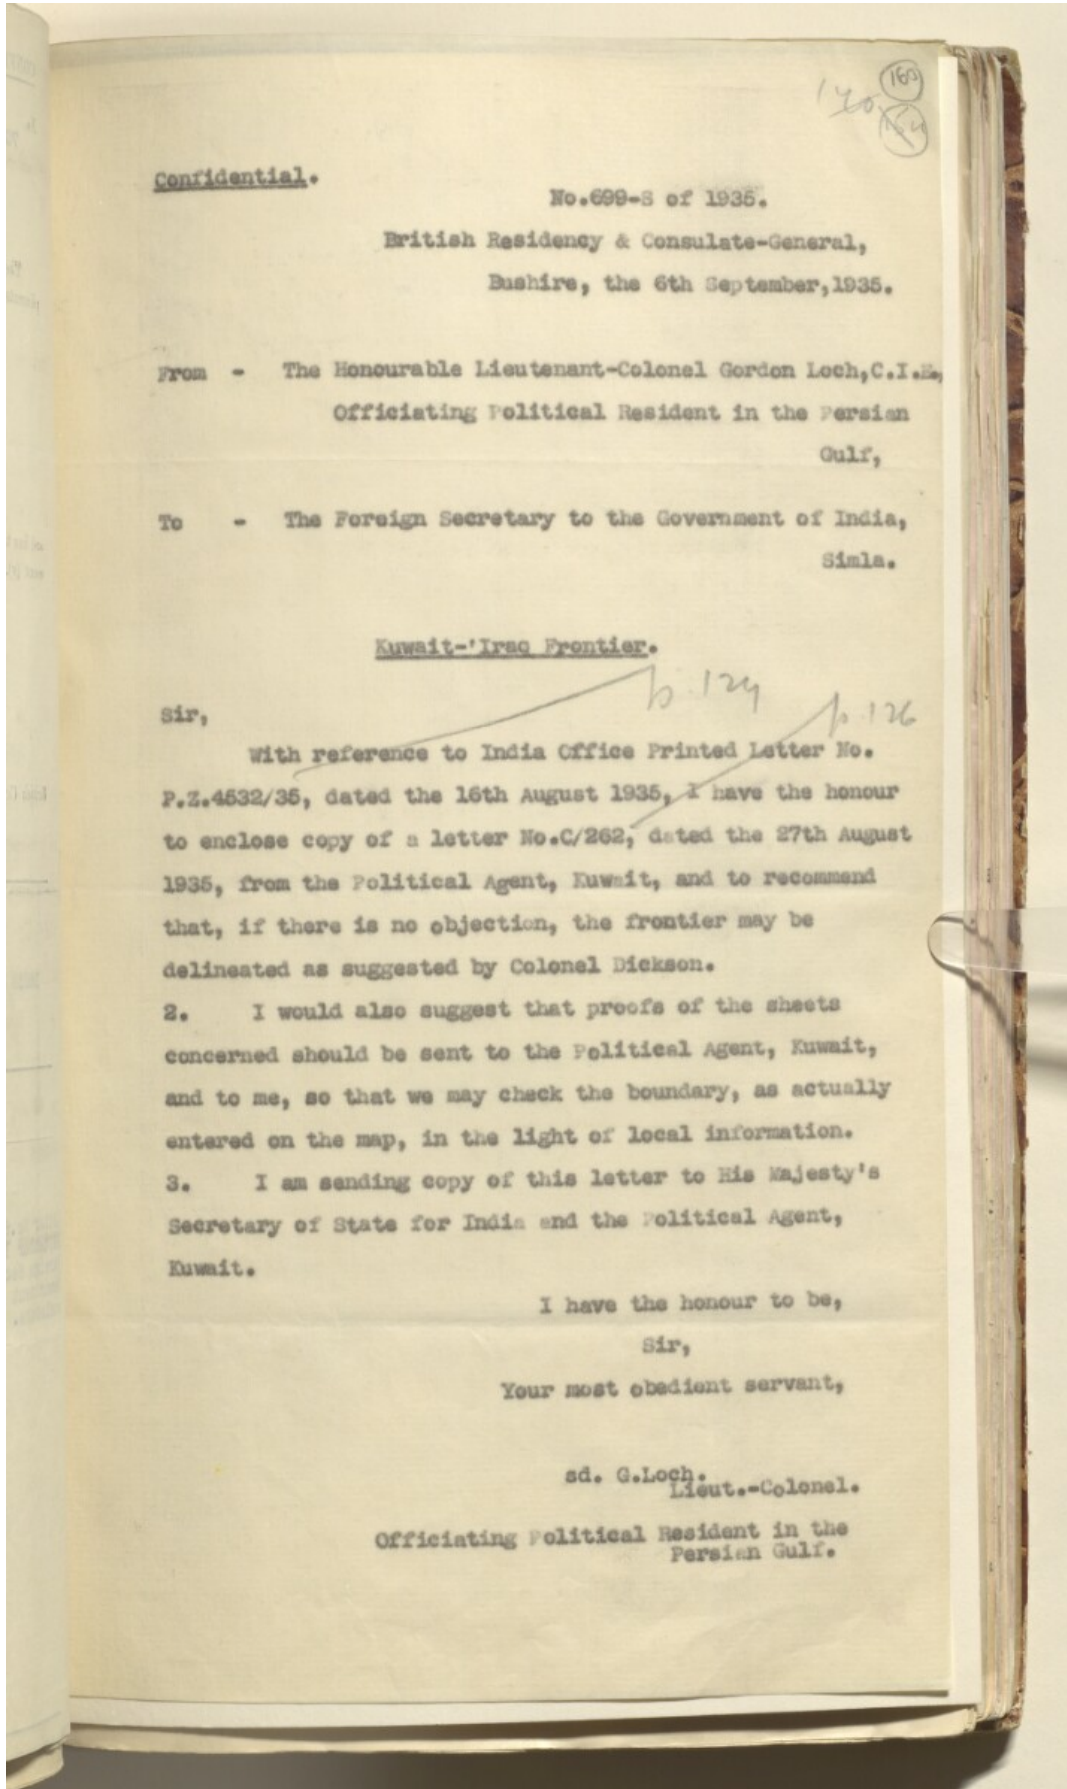 160
Confidential.
No.699-S of 1935.
British Residency & Consulate-General,
Bushire, the 6th September,1935.
From - The Honourable Lieutenant-Colonel Gordon Loch,C.I.E.,
Officiating Political Resident in the Persian
Gulf,
To - The Foreign Secretary to the Government of India,
Simla.
Kuwait-'Iraq Frontier.
p. 124
Sir,
p. 126
With reference to India Office Printed Letter No.
P.Z.4532/35, dated the 16th August 1935, I have the honour
to enclose copy of a letter No.C/262, dated the 27th August
1935, from the Political Agent, Kuwait, and to recommend
that, if there is no objection, the frontier may be
delineated as suggested by Colonel Dickson.
2. I would also suggest that proofs of the sheets
concerned should be sent to the Political Agent, Kuwait,
and to me, so that we may check the boundary, as actually
entered on the map, in the light of local information.
3. I am sending copy of this letter to His Majesty's
Secretary of State for India and the Political Agent,
Kuwait.
I have the honour to be,
Sir,
Your most obedient servant,
sd. G.Loch.
Lieut.-Colonel.
Officiating Political Resident in the
Persian Gulf.